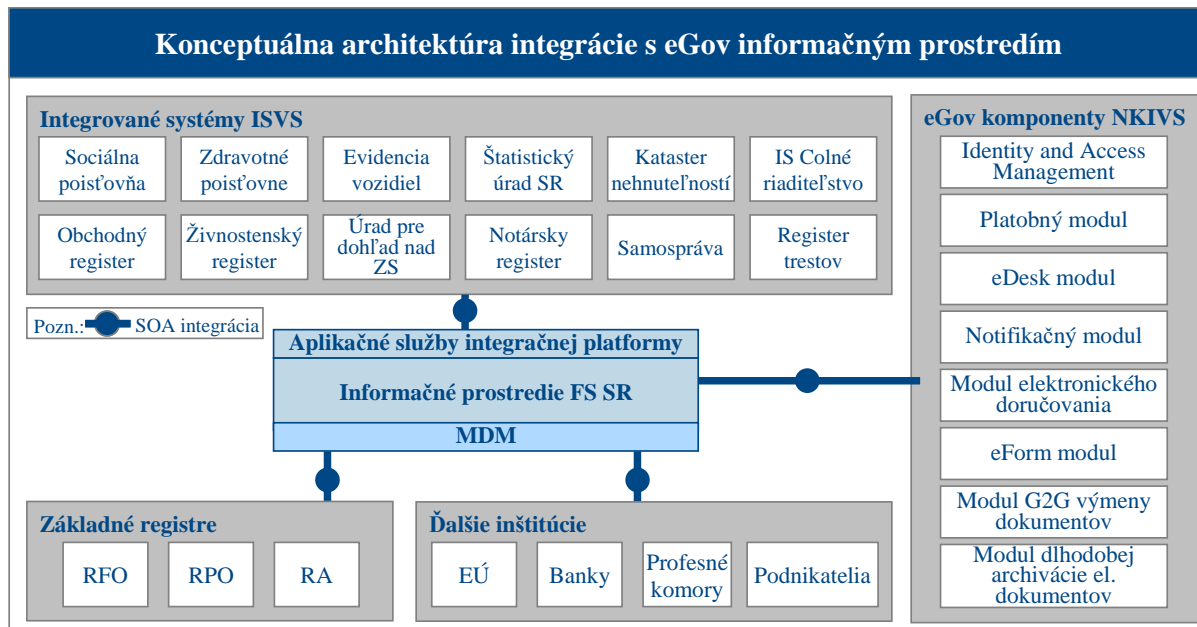 Konceptuálna architektúra integrácie s eGov informačným prostredím
Integrované systémy ISVS
Sociálna
poisťovňa
Zdravotné
poisťovne
Evidencia
vozidiel
Štatistický
úrad SR
Kataster
nehnuteľností
IS Colné
riaditeľstvo
Obchodný
register
Živnostenský
register
Úrad pre
dohľad nad
ZS
Notársky
register
Samospráva
Register
trestov
Pozn.:
SOA integrácia
Aplikačné služby integračnej platformy
Informačné prostredie FS SR
MDM
Základné registre
RFO
RPO
RA
Ďalšie inštitúcie
EÚ
Banky
Profesné
komory
Podnikatelia
eGov komponenty NKIVS
Identity and Access
Management
Platobný modul
eDesk modul
Notifikačný modul
Modul elektronického
doručovania
eForm modul
Modul G2G výmeny
dokumentov
Modul dlhodobej
archivácie el.
dokumentov